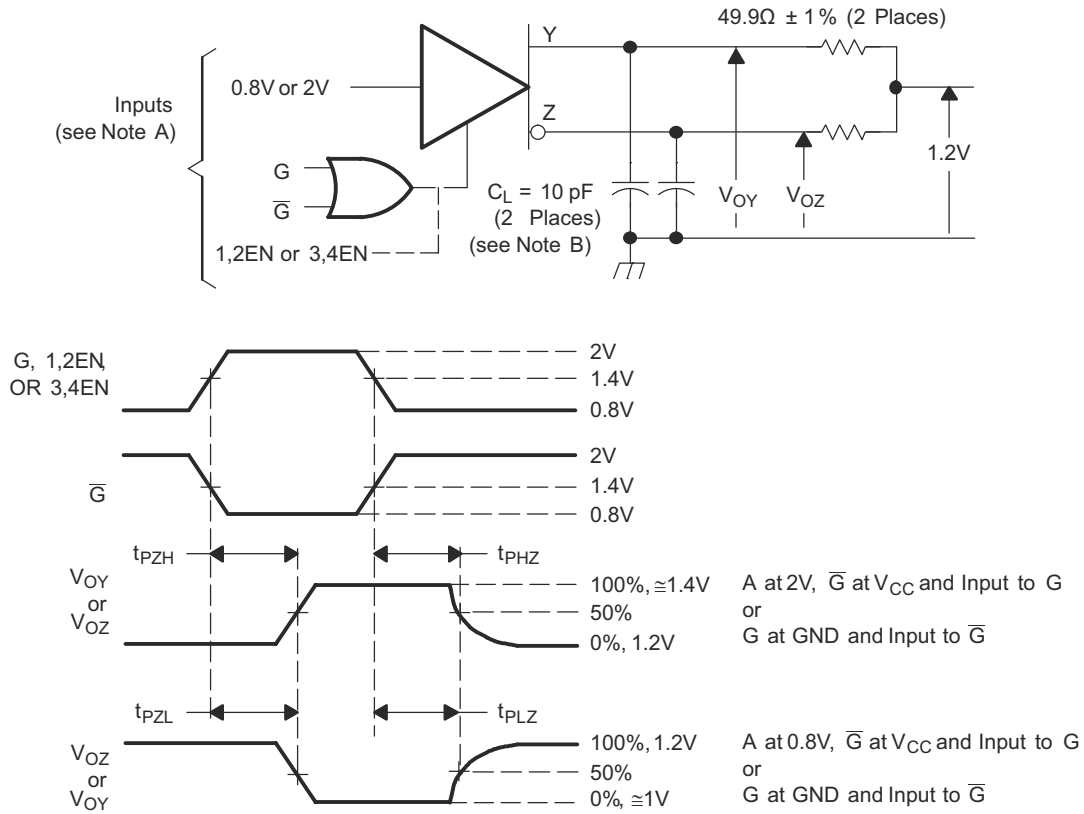 49.9Ω ± 1% (2 Places)
Y
0.8V or 2V
Inputs
(see Note A)
Z
1.2V
G
G̅
C_L = 10 pF
(2 Places)
(see Note B)
V_OY
V_OZ
1,2EN or 3,4EN
G, 1,2EN,
OR 3,4EN
2V
1.4V
0.8V
G̅
2V
1.4V
0.8V
t_PZH
t_PHZ
V_OY
or
V_OZ
100%, ≅1.4V
50%
0%, 1.2V
A at 2V, G̅ at V_CC and Input to G
or
G at GND and Input to G̅
t_PZL
t_PLZ
V_OZ
or
V_OY
100%, 1.2V
50%
0%, ≅1V
A at 0.8V, G̅ at V_CC and Input to G
or
G at GND and Input to G̅